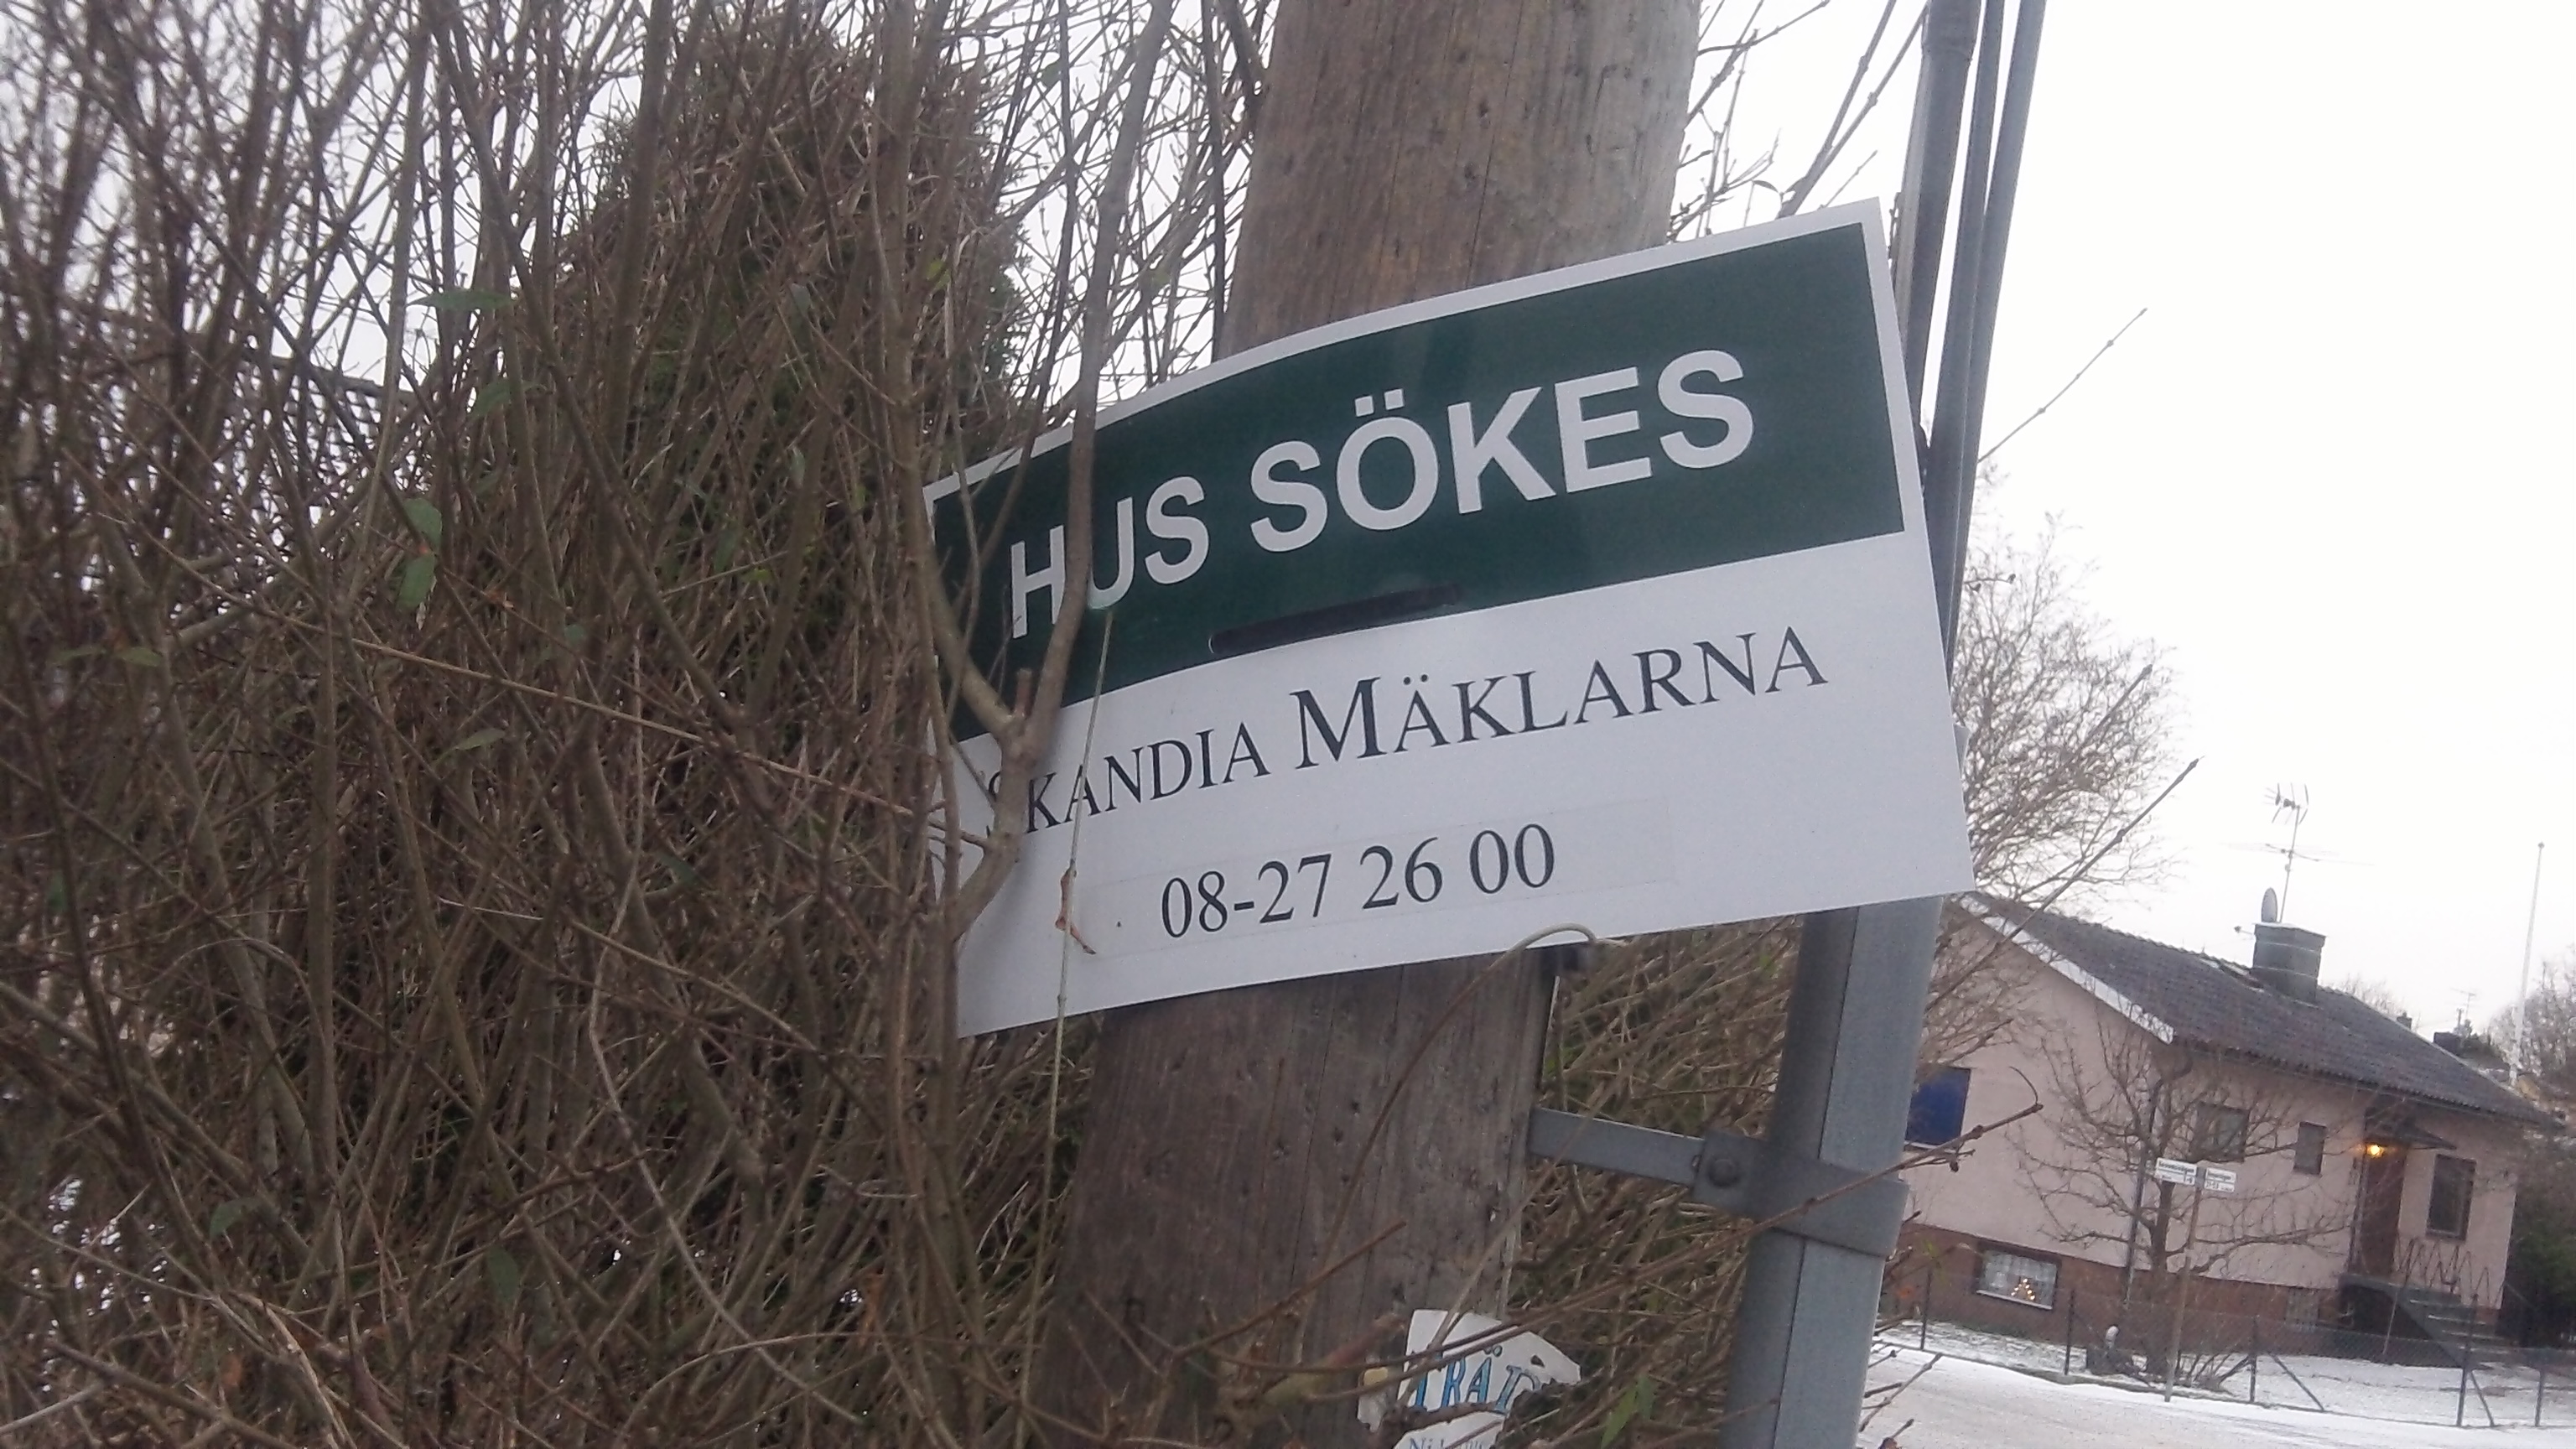 HUS SÖKES
SKANDIA MÄKLARNA
08-27 26 00